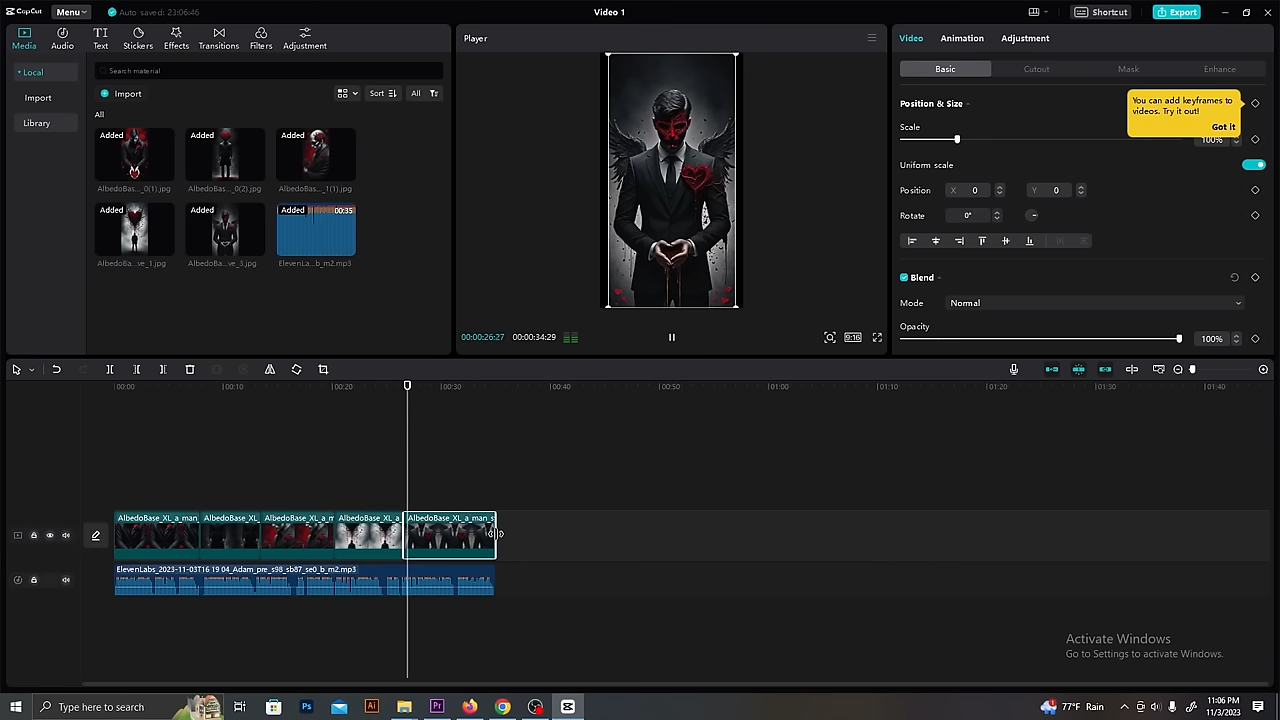 CapCut
Menu
Auto saved: 23:06:46
Video 1
Shortcut
Export
Media
Audio
Text
Stickers
Effects
Transitions
Filters
Adjustment
Local
Import
Library
Search material
Import
Sort
All
All
Added
Added
Added
AlbedoBas..._0(1).jpg
AlbedoBas..._0(2).jpg
AlbedoBas..._1(1).jpg
Added
Added
Added
00:35
AlbedoBa...ve_1.jpg
AlbedoBa...ve_3.jpg
ElevenLa...b_m2.mp3
Player
00:00:26:27
00:00:34:29
9:16
Video
Animation
Adjustment
Basic
Cutout
Mask
Enhance
Position & Size
You can add keyframes to
videos. Try it out!
Got it
Scale
100%
Uniform scale
Position
X 0
Y 0
Rotate
0°
Blend
Mode
Normal
Opacity
100%
00:00
00:10
00:20
00:30
00:40
00:50
01:00
01:10
01:20
01:30
01:40
AlbedoBase_XL_a_man_
AlbedoBase_XL_
AlbedoBase_XL_a_m
AlbedoBase_XL_a
AlbedoBase_XL_a_man_s
ElevenLabs_2023-11-03T16 19 04_Adam_pre_s98_sb87_se0_b_m2.mp3
Activate Windows
Go to Settings to activate Windows.
Type here to search
Ps
Ai
Pr
77°F Rain
11:06 PM
11/3/2023